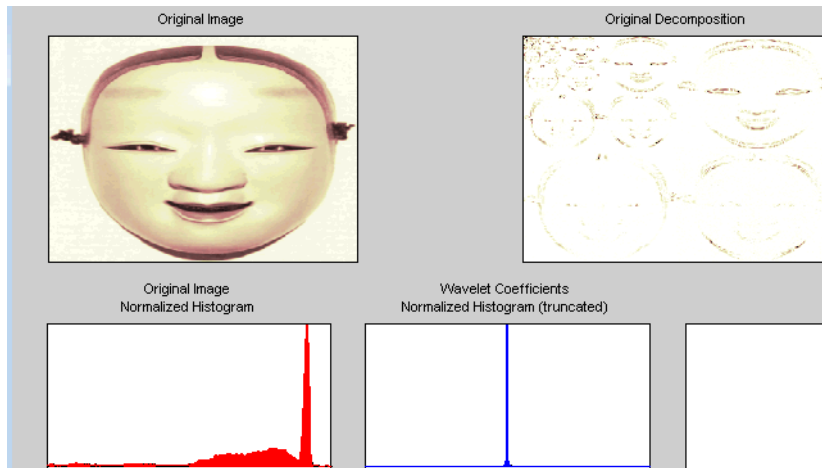 Original Image
Original Decomposition
Original Image
Normalized Histogram
Wavelet Coefficients
Normalized Histogram (truncated)